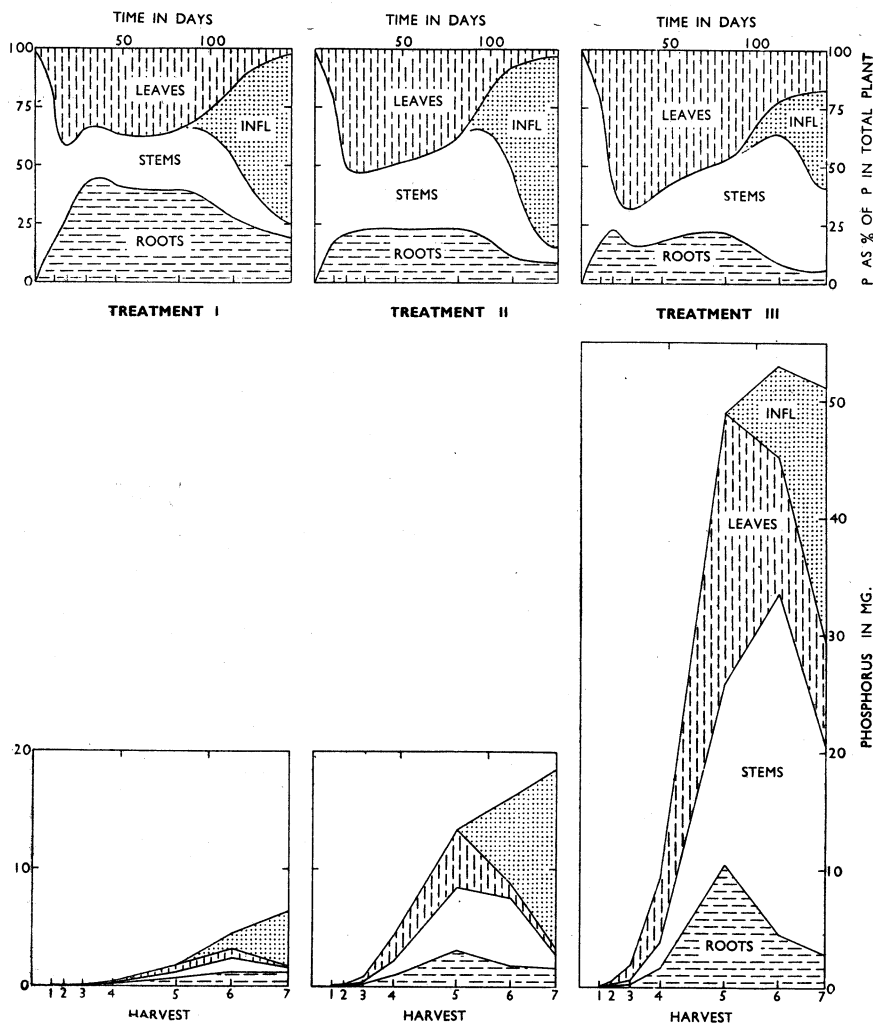 TIME IN DAYS TIME IN DAYS TIME IN DAYS
50 100 50 100 50 100
100 100
75 75
50 50
25 25
0 0
LEAVES INFL STEMS ROOTS
LEAVES INFL STEMS ROOTS
LEAVES INFL STEMS ROOTS
P AS % OF P IN TOTAL PLANT
TREATMENT I TREATMENT II TREATMENT III
20
10
0
INFL
LEAVES
STEMS
ROOTS
50
40
30
20
10
0
PHOSPHORUS IN MG.
1 2 3 4 5 6 7 1 2 3 4 5 6 7 1 2 3 4 5 6 7
HARVEST HARVEST HARVEST